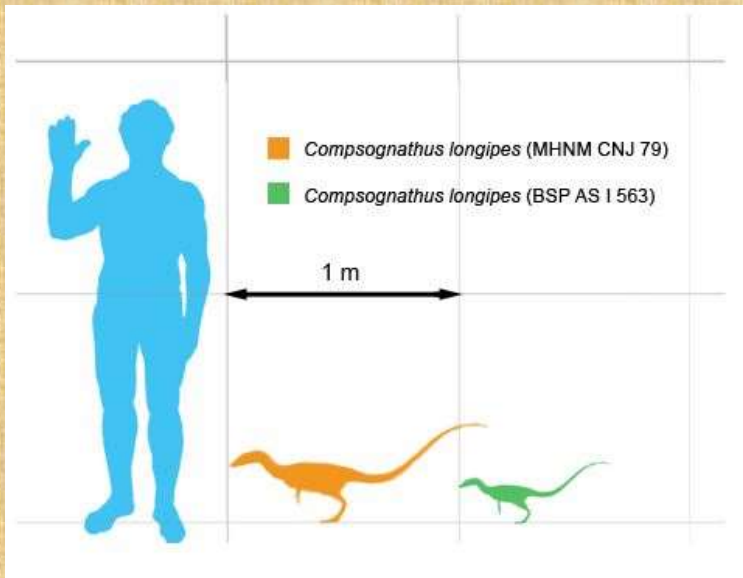 Compsognathus longipes (MHNM CNJ 79)
Compsognathus longipes (BSP AS I 563)
1 m